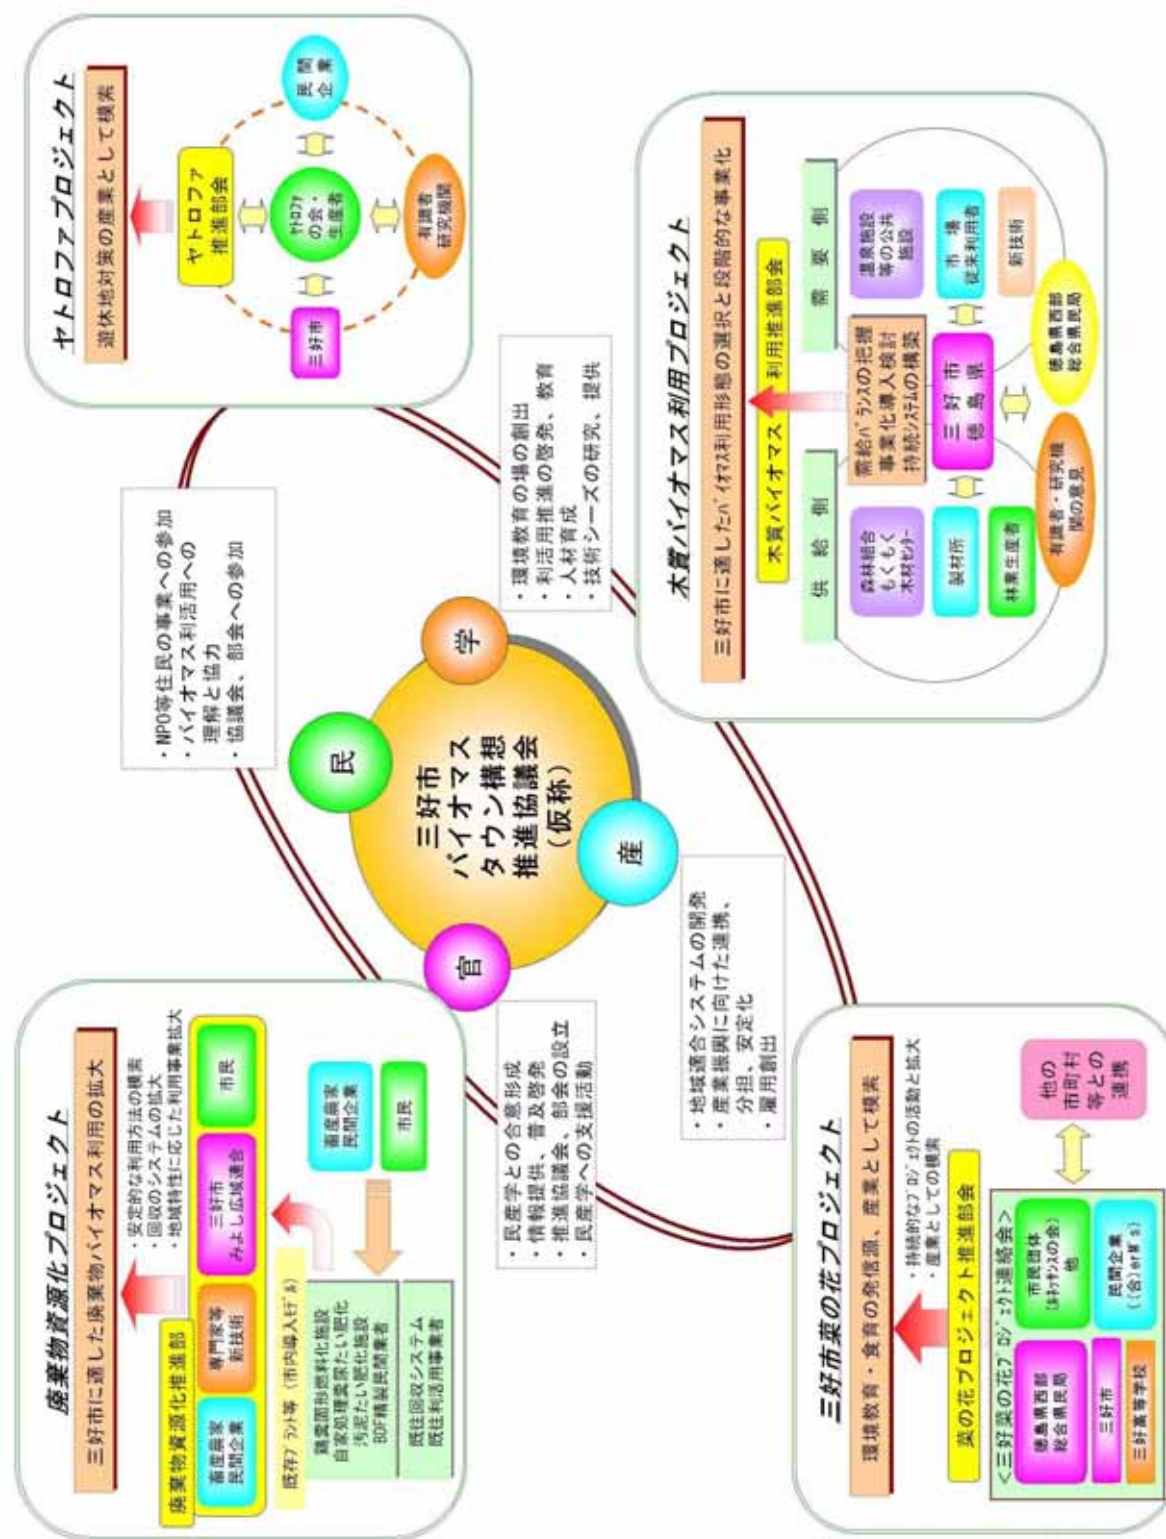 廃棄物資源化プロジェクト
三好市に適した廃棄物バイオマス利用の拡大
・安定的な利用方法の模索
・回収のシステムの拡大
・地域特性に応じた利用事業拡大
廃棄物資源化推進部
畜産農家
民間企業
専門家等
新技術
三好市
みよし広域連合
市民
既存プラント等（市内導入モデル）
鶏糞固形燃料化施設
自家処理糞尿たい肥化
汚泥たい肥化施設
BDF精製民間業者
既往回収システム
既往利活用事業者
畜産農家
民間企業
市民
ヤトロファプロジェクト
遊休地対策の産業として模索
ヤトロファ
推進部会
三好市
ヤトロファ
の会・
生産者
民間
企業
有識者
研究機関
・NPO等住民の事業への参加
・バイオマス利活用への
理解と協力
・協議会、部会への参加
三好市
バイオマス
タウン構想
推進協議会
（仮称）
官
民
学
産
・民産学との合意形成
・情報提供、普及啓発
・推進協議会、部会の設立
・民産学への支援活動
・環境教育の場の創出
・利活用推進の啓発、教育
・人材育成
・技術シーズの研究、提供
・地域適合システムの開発
・産業振興に向けた連携、
分担、安定化
・雇用創出
三好市菜の花プロジェクト
環境教育・食育の発信源、産業として模索
・持続的なプロジェクトの活動と拡大
・産業としての模索
菜の花プロジェクト推進部会
＜三好菜の花プロジェクト連絡会＞
徳島県西部
総合県民局
三好市
三好高等学校
市民団体
(ルネッサンスの会)
他
民間企業
((合)orM's)
他の
市町村
等との
連携
木質バイオマス利用プロジェクト
三好市に適したバイオマス利用形態の選択と段階的な事業化
木質バイオマス 利用推進部会
供給側
需要側
森林組合
もくもく
木材センター
製材所
林業生産者
需給バランスの把握
事業化導入検討
持続システムの構築
三好市
徳島県
温泉施設
等の公共
施設
市場
従来利用者
新技術
有識者・研究機
関の意見
徳島県西部
総合県民局